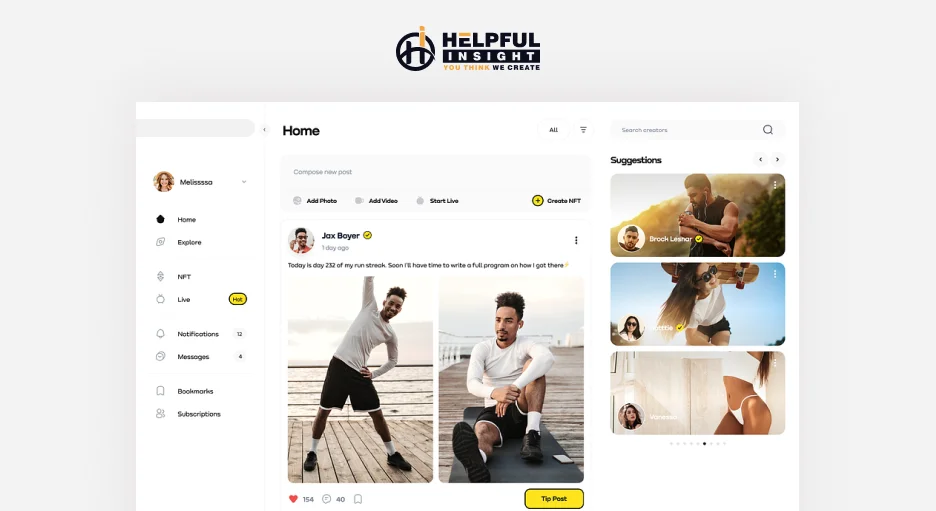 HELPFUL
INSIGHT
YOU THINK WE CREATE
Home
All
Search creators
Melissssa
Compose new post
Add Photo
Add Video
Start Live
Create NFT
Home
Explore
NFT
Live
Hot
Notifications
12
Messages
4
Bookmarks
Subscriptions
Jax Boyer
1 day ago
Today is day 232 of my run streak. Soon I'll have time to write a full program on how I got there⚡
154
40
Tip Post
Suggestions
Brock Lesnar